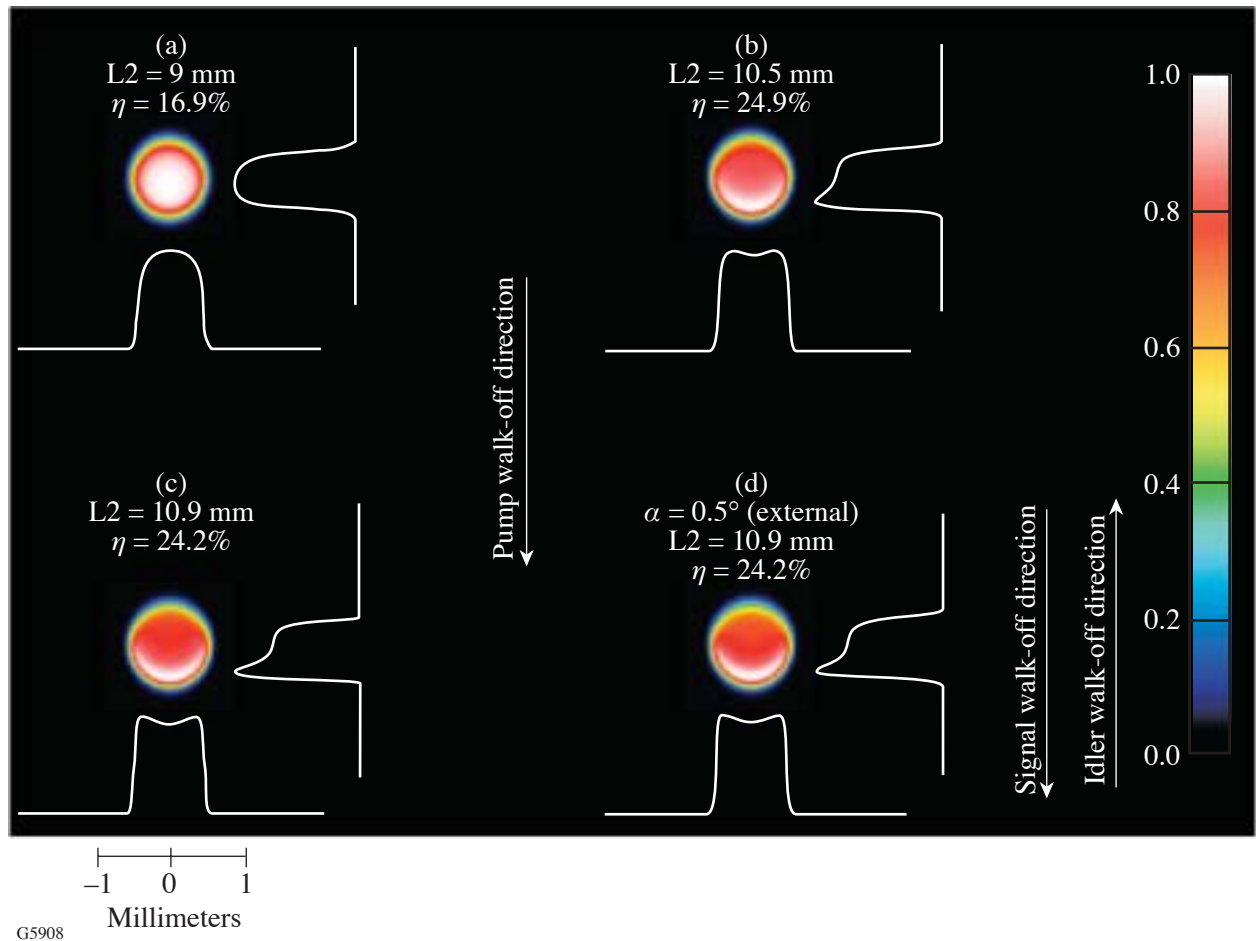 (a)
L2 = 9 mm
η = 16.9%
(b)
L2 = 10.5 mm
η = 24.9%
(c)
L2 = 10.9 mm
η = 24.2%
(d)
α = 0.5° (external)
L2 = 10.9 mm
η = 24.2%
Pump walk-off direction
Signal walk-off direction
Idler walk-off direction
1.0
0.8
0.6
0.4
0.2
0.0
–1 0 1
Millimeters
G5908